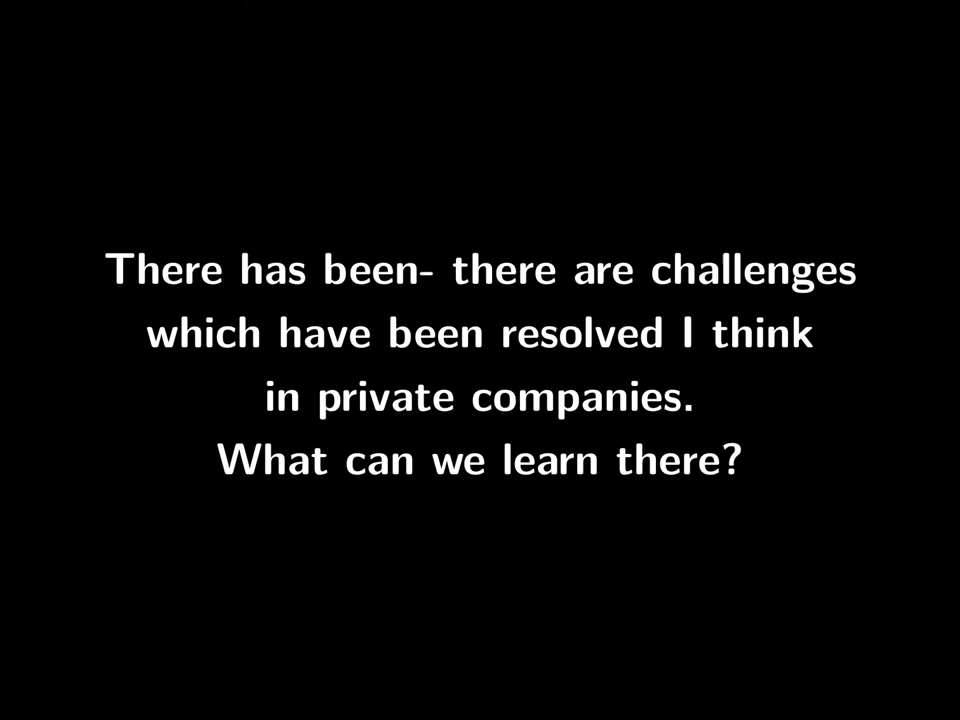 There has been- there are challenges
which have been resolved I think
in private companies.
What can we learn there?